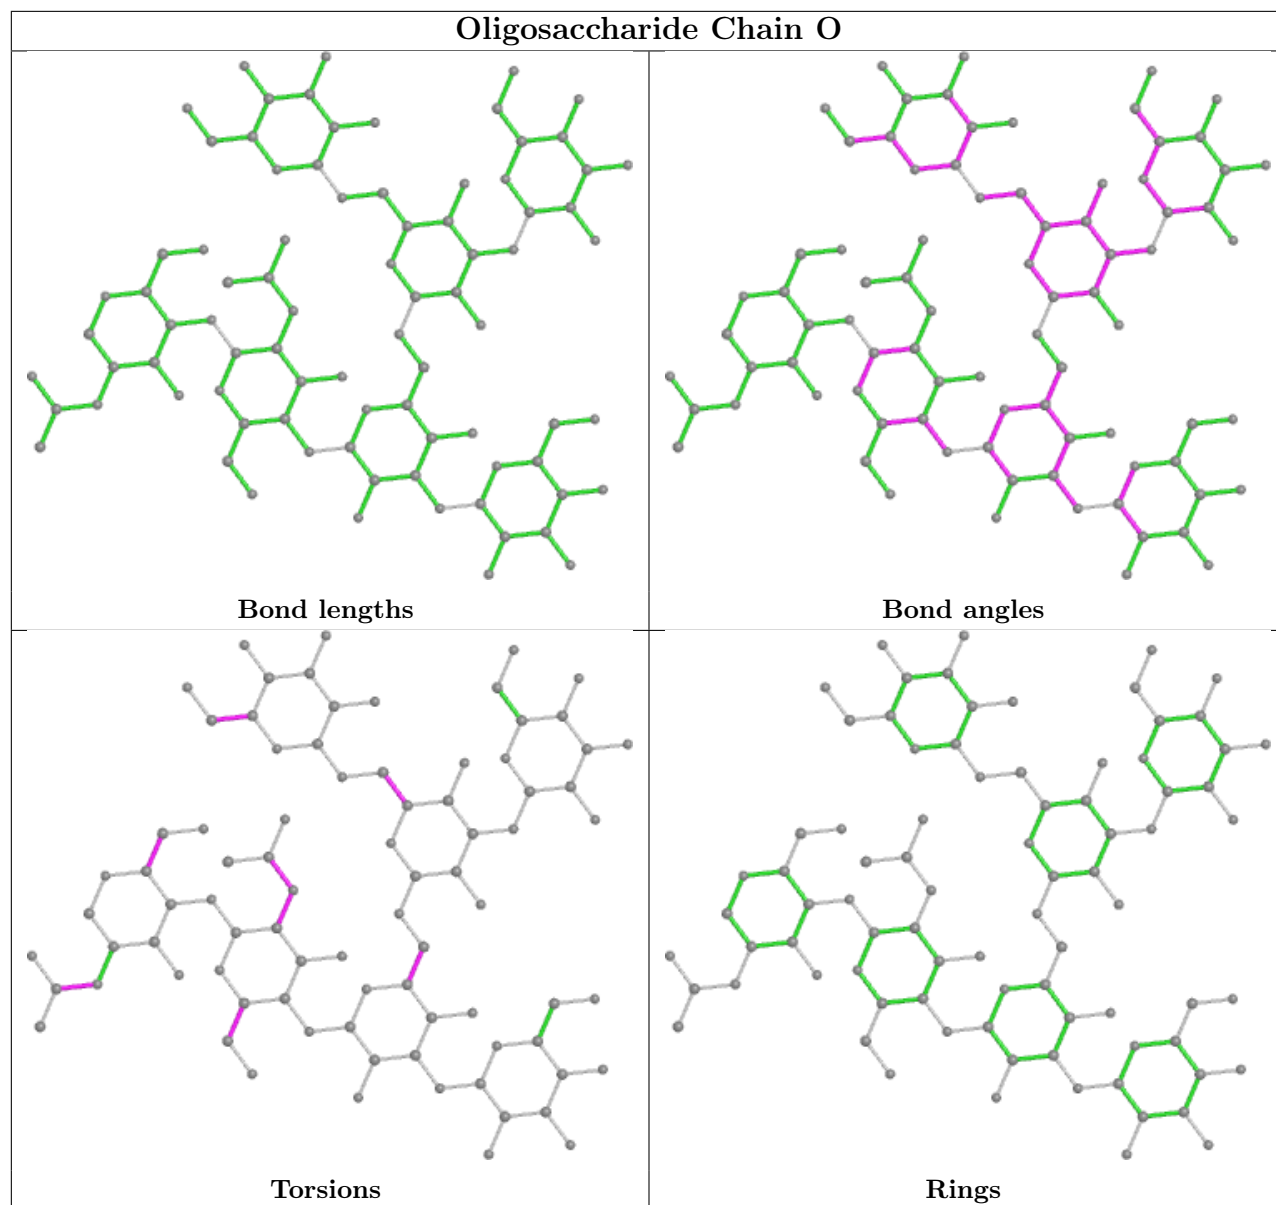 Oligosaccharide Chain O
Bond lengths
Bond angles
Torsions
Rings